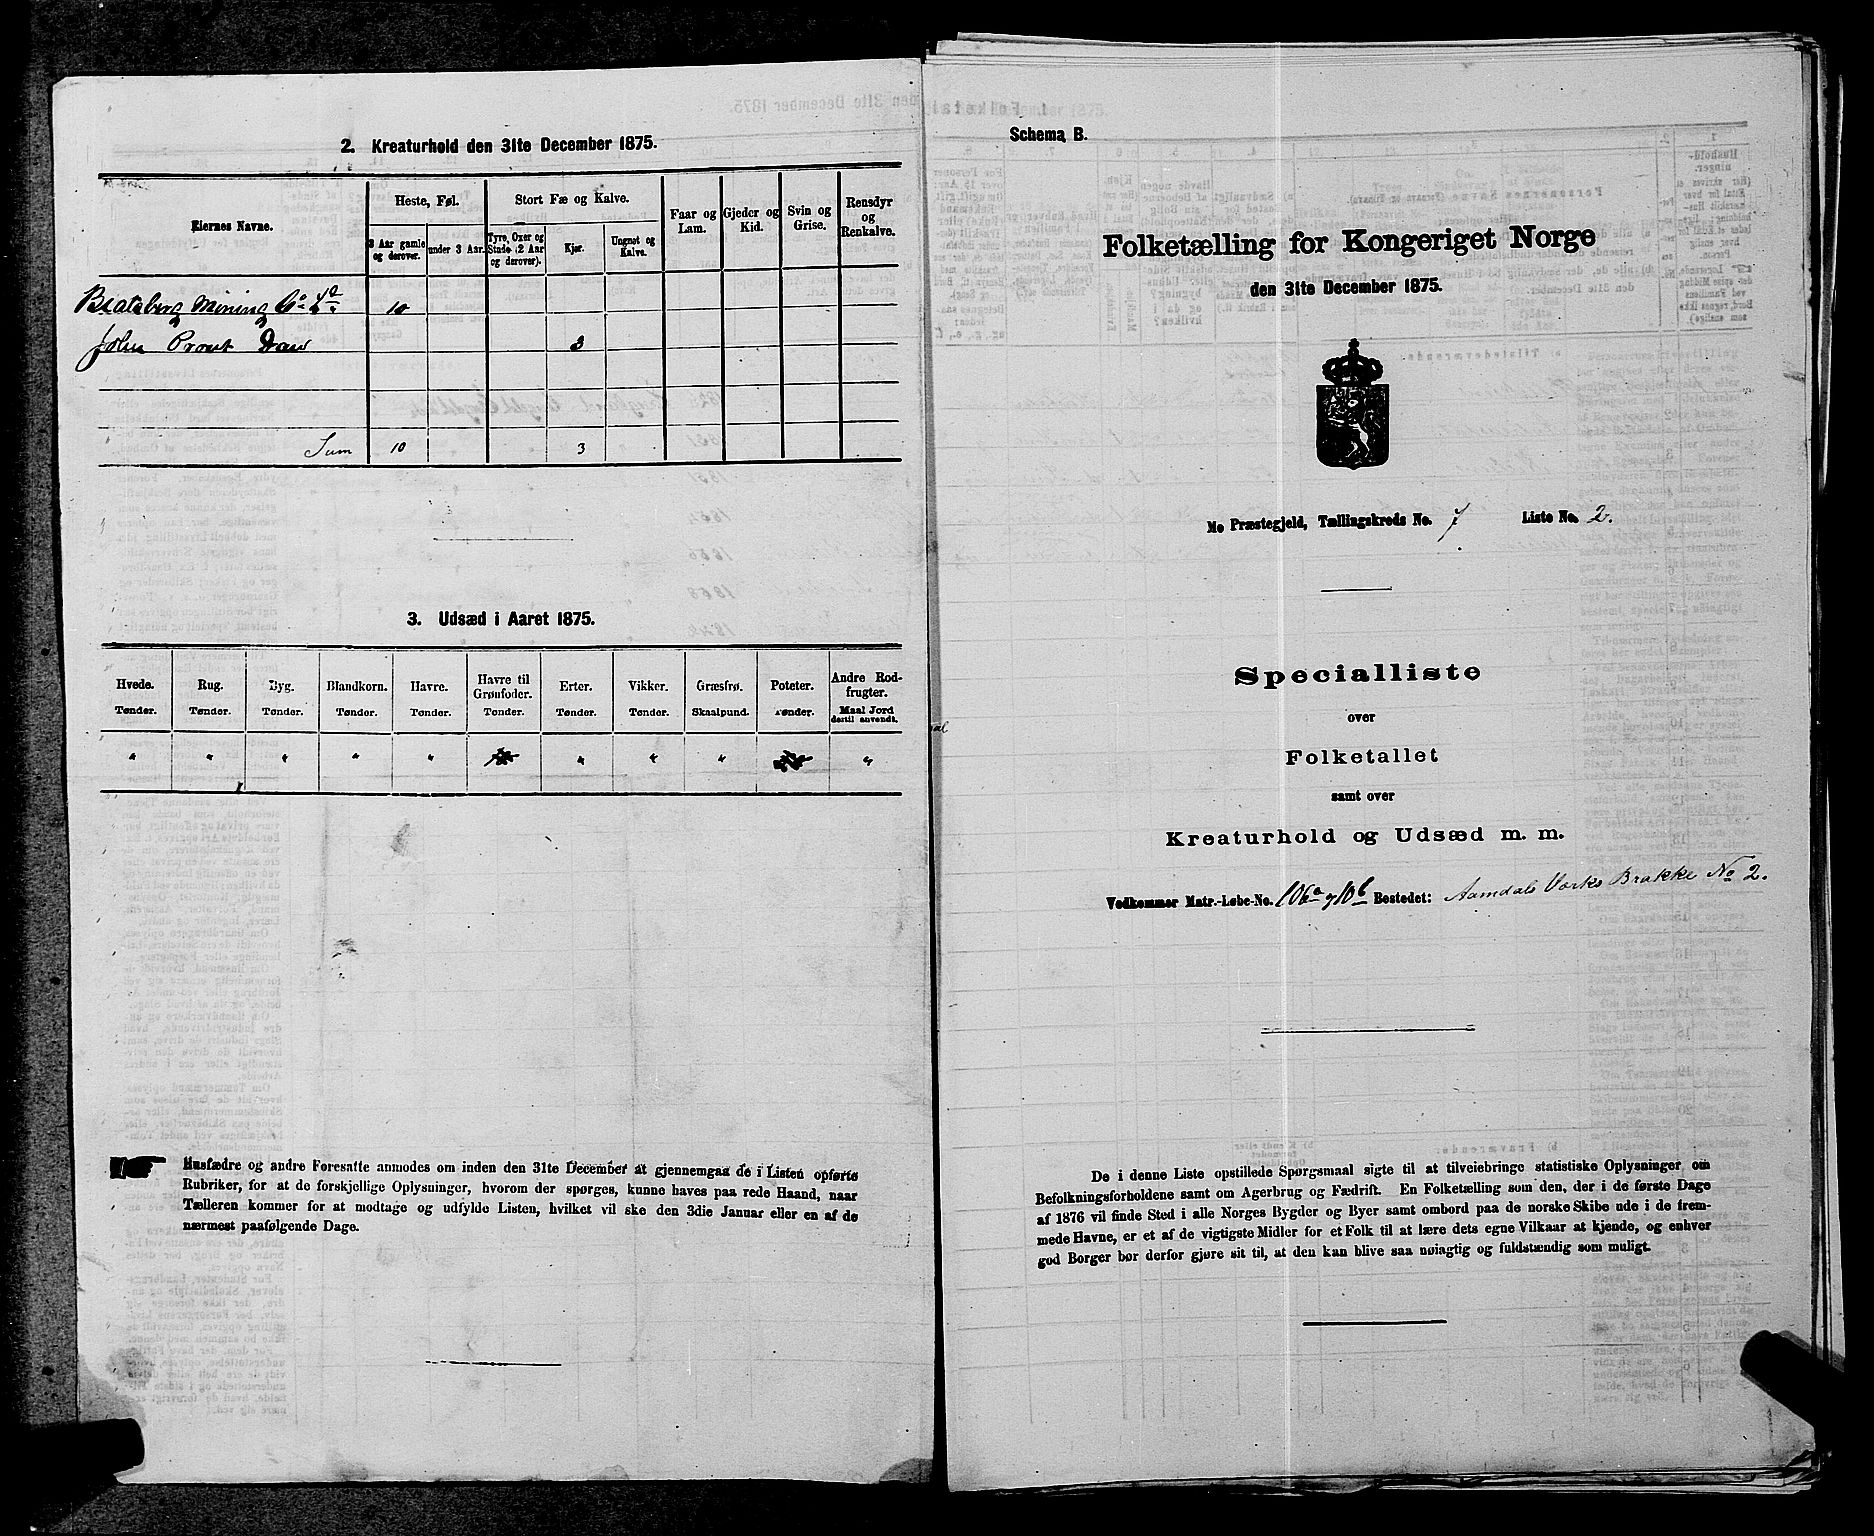 2. Kreaturhold den 31te December 1875.
Eiernes Navne.
Heste, Føl.
Stort Fæ og Kalve.
Faar og Lam.
Gjeder og Kid.
Svin og Grise.
Rensdyr og Renkalve.
3 Aar gamle og derover.
under 3 Aar.
Tyre, Oxer og Stude (2 Aar og derover).
Kjør.
Ungnøt og Kalve.
Bratsberg Mining Co. Ld. 10
John Prout Draw 3
Sum 10 3
3. Udsæd i Aaret 1875.
Hvede. Rug. Byg. Blandkorn. Havre. Havre til Grønfoder. Erter. Vikker. Græsfrø. Poteter. Andre Rodfrugter.
Tønder. Tønder. Tønder. Tønder. Tønder. Tønder. Tønder. Tønder. Skaalpund. Tønder. Maal Jord dertil anvendt.
" " " " " " " " "
Husfædre og andre Foresatte anmodes om inden den 31te December at gjennemgaa de i Listen opførte
Rubriker, for at de forskjellige Oplysninger, hvorom der spørges, kunne haves paa rede Haand, naar
Tælleren kommer for at modtage og udfylde Listen, hvilket vil ske den 3die Januar eller en af de
nærmest paafølgende Dage.
Schema B.
Folketælling for Kongeriget Norge
den 31te December 1875.
Mo Præstegjeld, Tællingskreds No. 7 Liste No. 2.
Specialliste
over
Folketallet
samt over
Kreaturhold og Udsæd m. m.
Vedkommer Matr.-Løbe-No. 106a g 10b Bostedet: Aamdals Værks Brakke No 2.
De i denne Liste opstillede Spørgsmaal sigte til at tilveiebringe statistiske Oplysninger, om
Befolkningsforholdene samt om Agerbrug og Fædrift. En Folketælling som den, der i de første Dage
af 1876 vil finde Sted i alle Norges Bygder og Byer samt ombord paa de norske Skibe ude i de frem-
mede Havne, er et af de vigtigste Midler for et Folk til at lære dets egne Vilkaar at kjende, og enhver
god Borger bør derfor gjøre sit til, at den kan blive saa nøiagtig og fuldstændig som muligt.